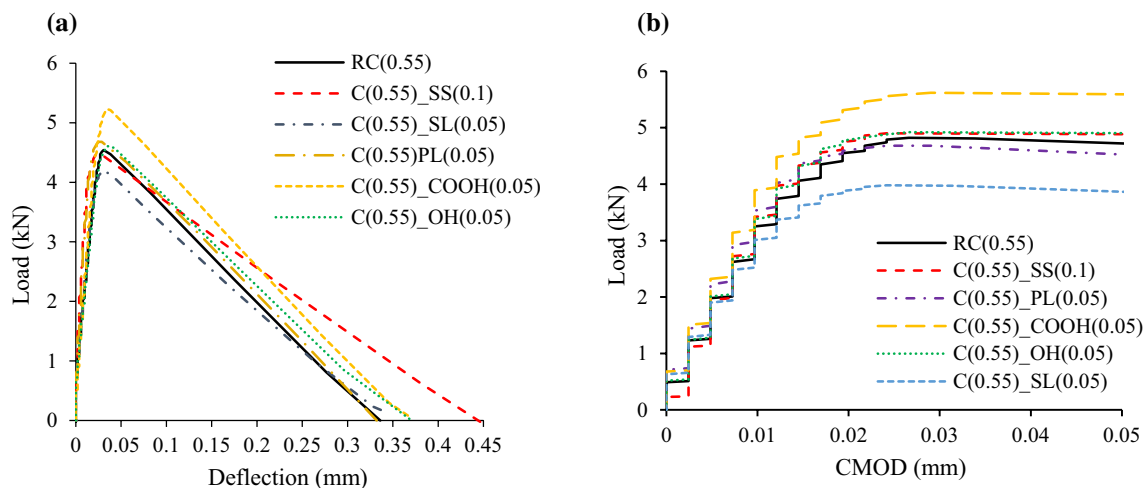 (a)
6
5
4
3
2
1
0
Load (kN)
0
0.05
0.1
0.15
0.2
0.25
0.3
0.35
0.4
0.45
Deflection (mm)
RC(0.55)
C(0.55)_SS(0.1)
C(0.55)_SL(0.05)
C(0.55)PL(0.05)
C(0.55)_COOH(0.05)
C(0.55)_OH(0.05)
(b)
6
5
4
3
2
1
0
Load (kN)
0
0.01
0.02
0.03
0.04
0.05
CMOD (mm)
RC(0.55)
C(0.55)_SS(0.1)
C(0.55)_PL(0.05)
C(0.55)_COOH(0.05)
C(0.55)_OH(0.05)
C(0.55)_SL(0.05)